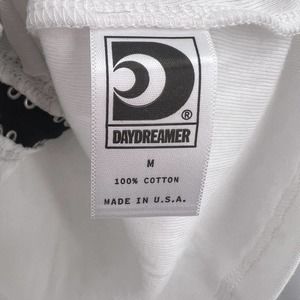 ®
DAYDREAMER
M
100% COTTON
MADE IN U.S.A.